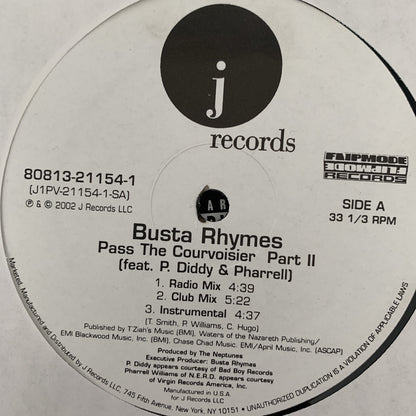 j
records
FLIPMODE
FLIPMODE
RECORDS
80813-21154-1
(J1PV-21154-1-SA)
℗ & © 2002 J Records LLC
SIDE A
33 1/3 RPM
Busta Rhymes
Pass The Courvoisier Part II
(feat. P. Diddy & Pharrell)
1. Radio Mix 4:39
2. Club Mix 5:22
3. Instrumental 4:37
(T. Smith, P. Williams, C. Hugo)
Published by T'Ziah's Music (BMI). Waters of the Nazareth Publishing/
EMI Blackwood Music, Inc. (BMI). Chase Chad Music. EMI/April Music, Inc. (ASCAP)
Produced by The Neptunes
Executive Producer: Busta Rhymes
P. Diddy appears courtesy of Bad Boy Records
Pharrell Williams of N.E.R.D. appears courtesy
of Virgin Records America, Inc.
Manufactured in U.S.A.
for J Records LLC
Marketed, Manufactured and Distributed by J Records LLC, 745 Fifth Avenue, New York, NY 10151 • UNAUTHORIZED DUPLICATION IS A VIOLATION OF APPLICABLE LAWS